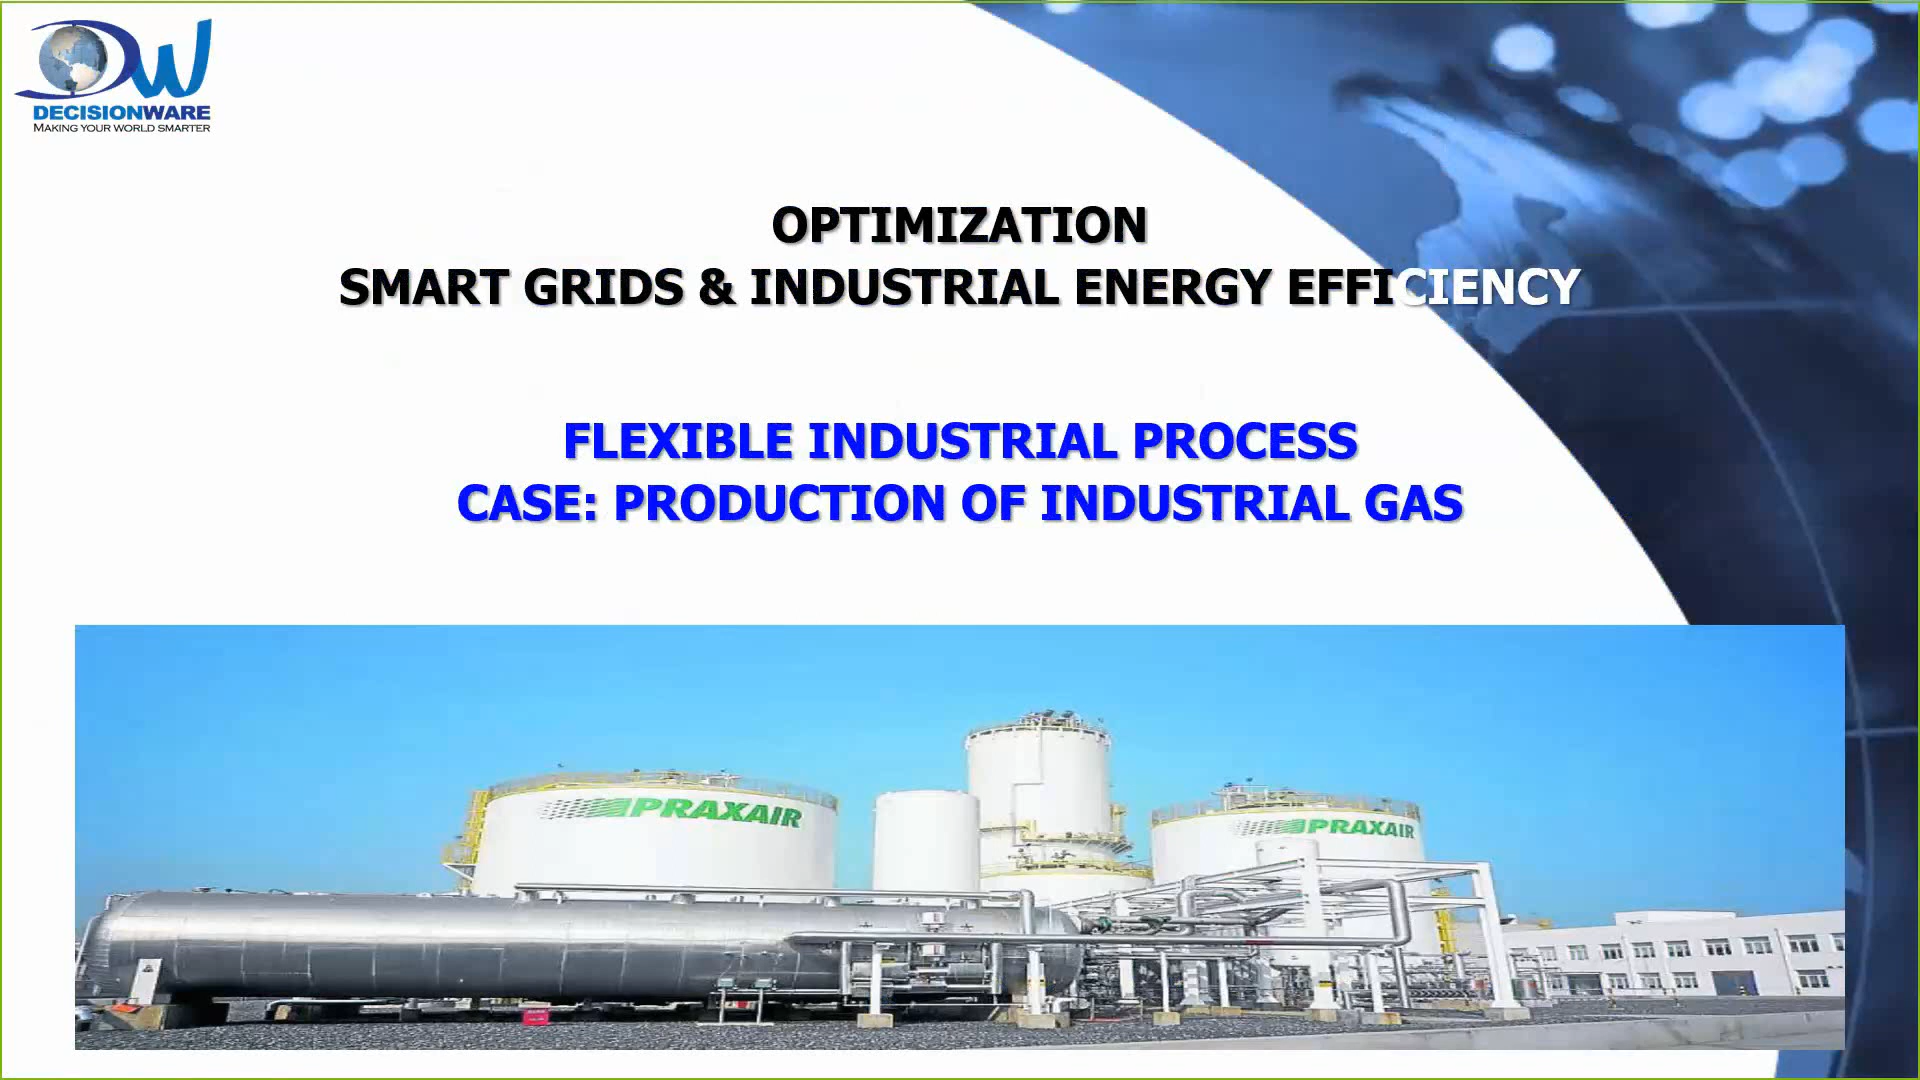 DW
DECISIONWARE
MAKING YOUR WORLD SMARTER
OPTIMIZATION
SMART GRIDS & INDUSTRIAL ENERGY EFFICIENCY
FLEXIBLE INDUSTRIAL PROCESS
CASE: PRODUCTION OF INDUSTRIAL GAS
PRAXAIR
PRAXAIR